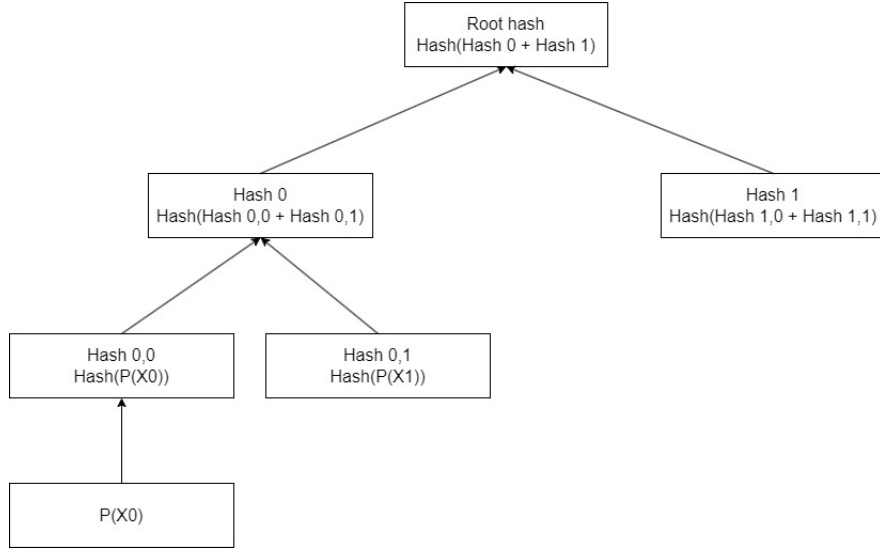 Root hash
Hash(Hash 0 + Hash 1)
Hash 0
Hash(Hash 0,0 + Hash 0,1)
Hash 1
Hash(Hash 1,0 + Hash 1,1)
Hash 0,0
Hash(P(X0))
Hash 0,1
Hash(P(X1))
P(X0)